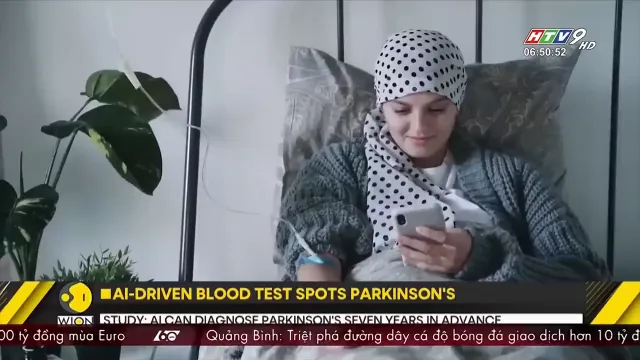 HTV9 HD
06:50:52
AI-DRIVEN BLOOD TEST SPOTS PARKINSON'S
WION
STUDY: AI CAN DIAGNOSE PARKINSON'S SEVEN YEARS IN ADVANCE
00 tỷ đồng mùa Euro 60 Quảng Bình: Triệt phá đường dây cá độ bóng đá giao dịch hơn 10 t